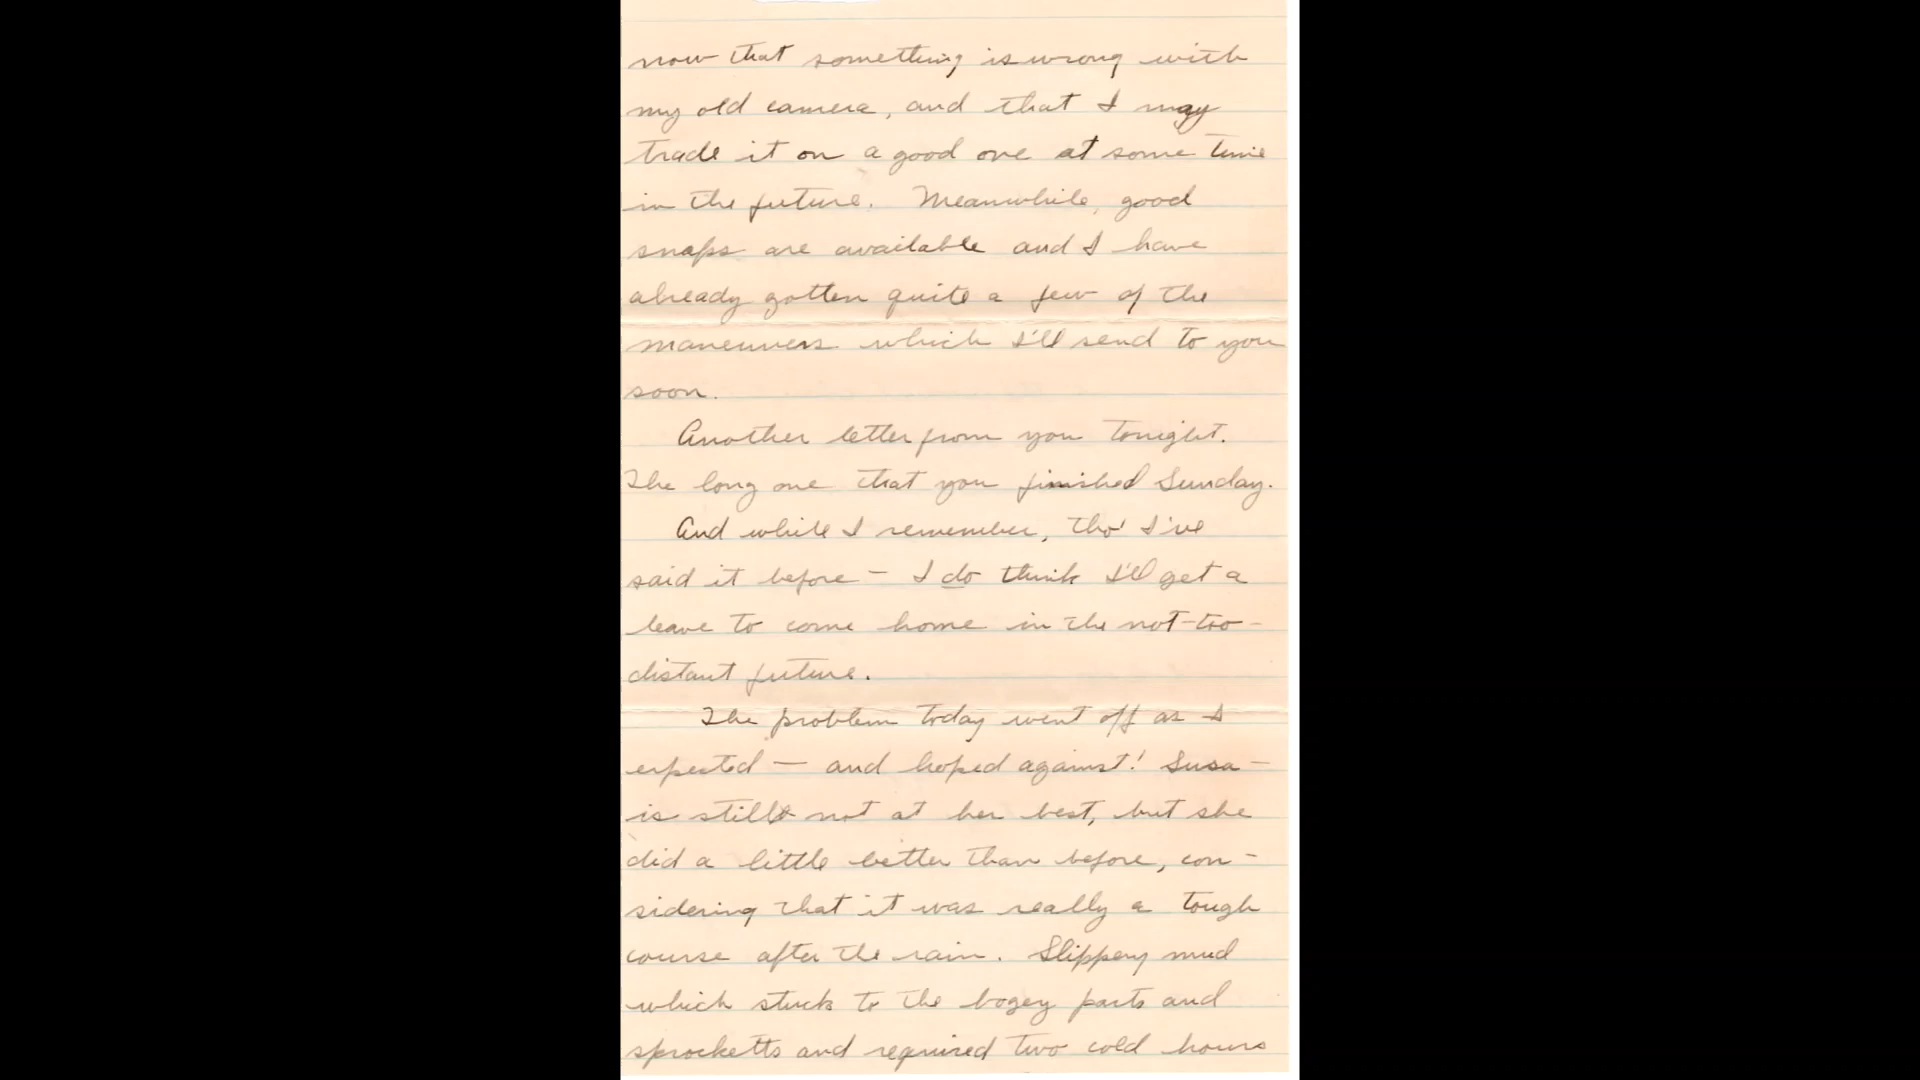 now that something is wrong with
my old camera, and that I may
trade it on a good one at some time
in the future. Meanwhile, good
snaps are available and I have
already gotten quite a few of the
maneuvers which I'll send to you
soon.
Another letter from you tonight.
The long one that you finished Sunday.
And while I remember, tho' I've
said it before — I do think I'll get a
leave to come home in the not-too-
distant future.
The problem today went off as I
expected — and hoped against! Susa —
is still not at her best, but she
did a little better than before, con-
sidering that it was really a tough
course after the rain. Slippery mud
which stuck to the bogey parts and
sprocketts and required two cold hours